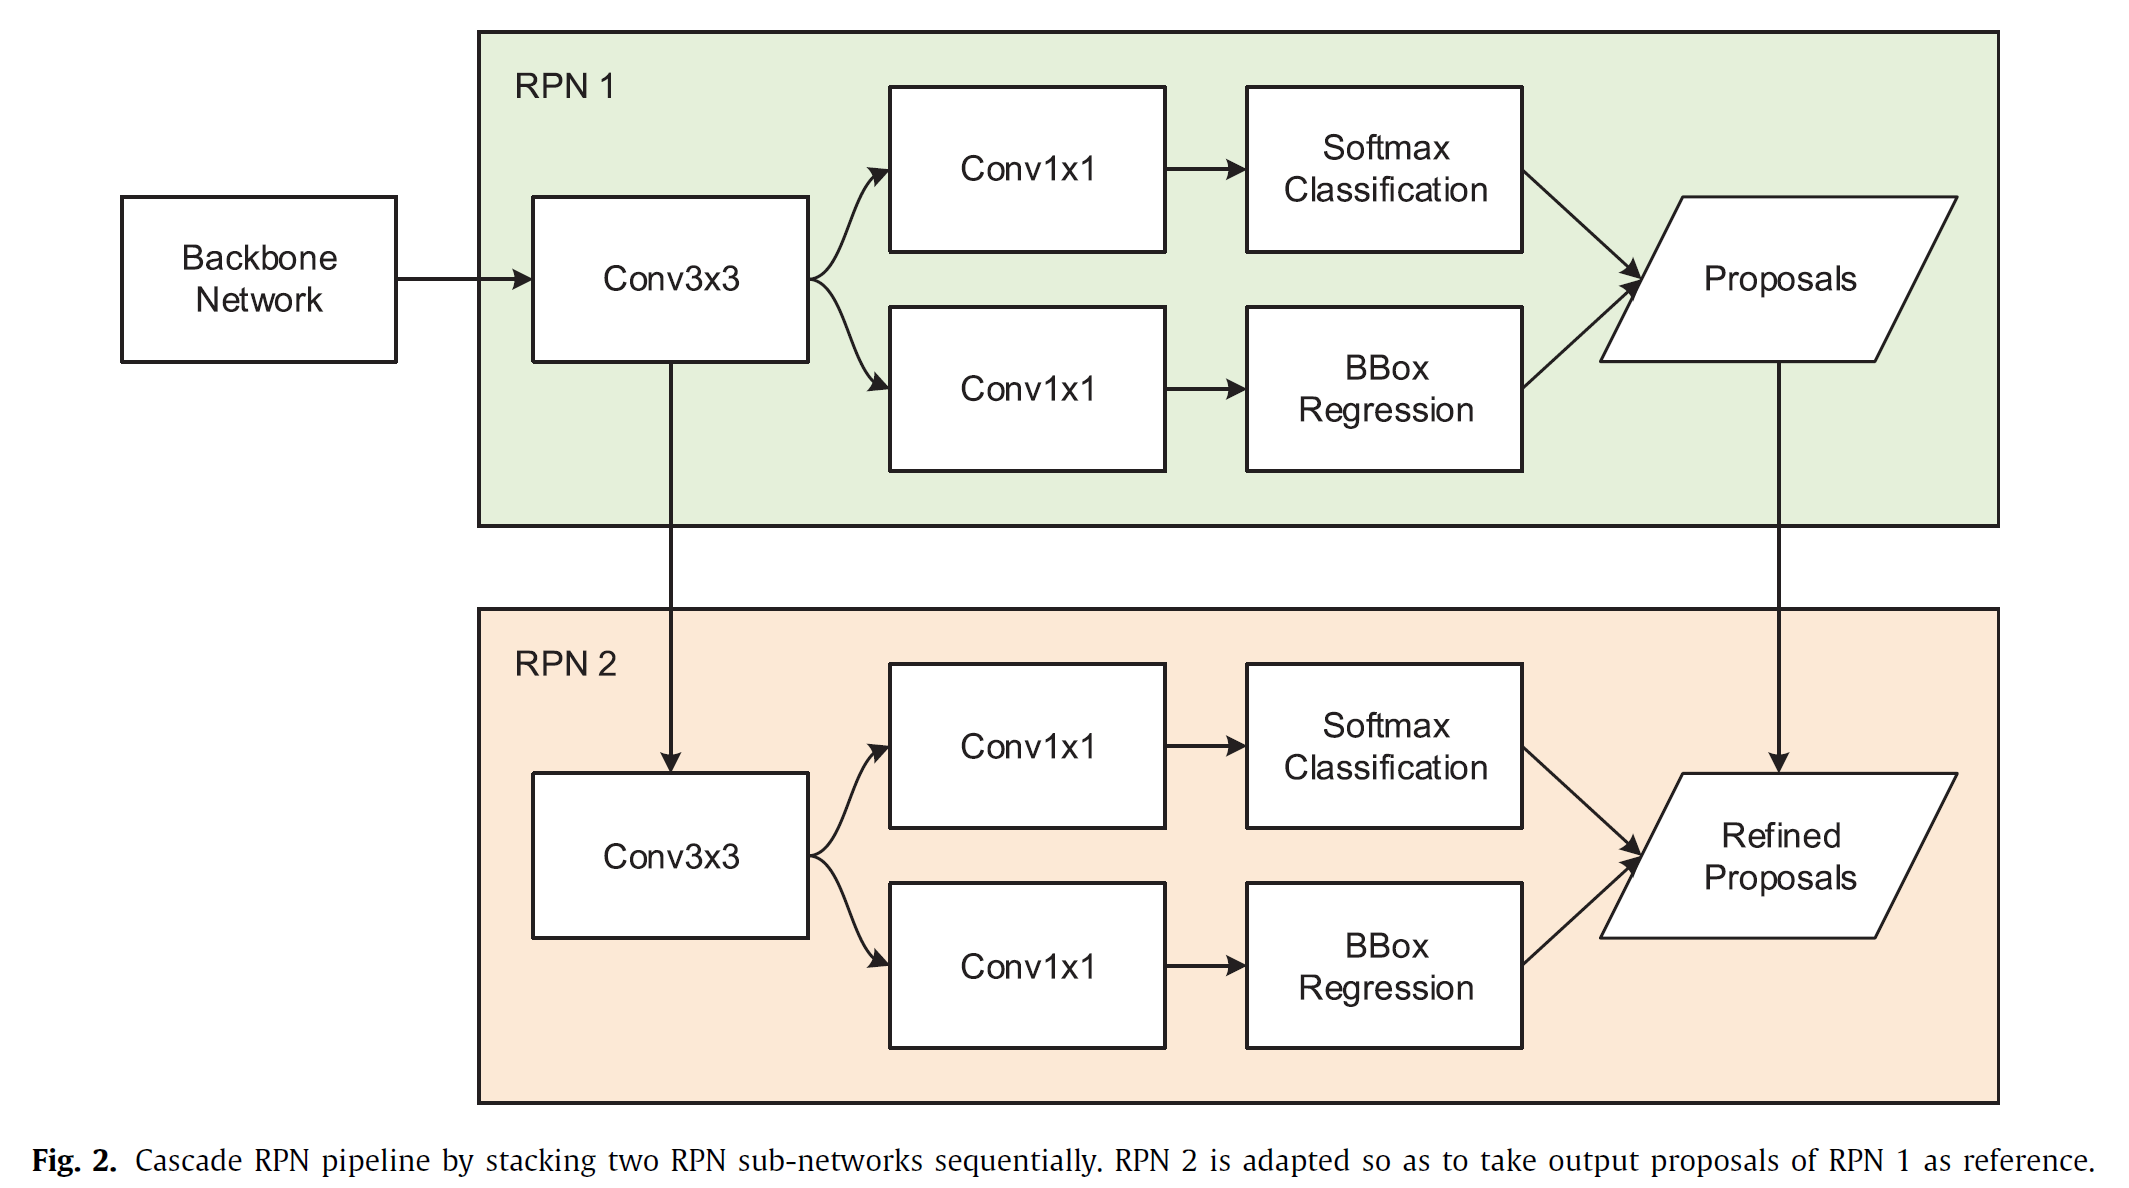 RPN 1
Backbone
Network
Conv3x3
Conv1x1
Softmax
Classification
Conv1x1
BBox
Regression
Proposals
RPN 2
Conv3x3
Conv1x1
Softmax
Classification
Conv1x1
BBox
Regression
Refined
Proposals
Fig. 2. Cascade RPN pipeline by stacking two RPN sub-networks sequentially. RPN 2 is adapted so as to take output proposals of RPN 1 as reference.